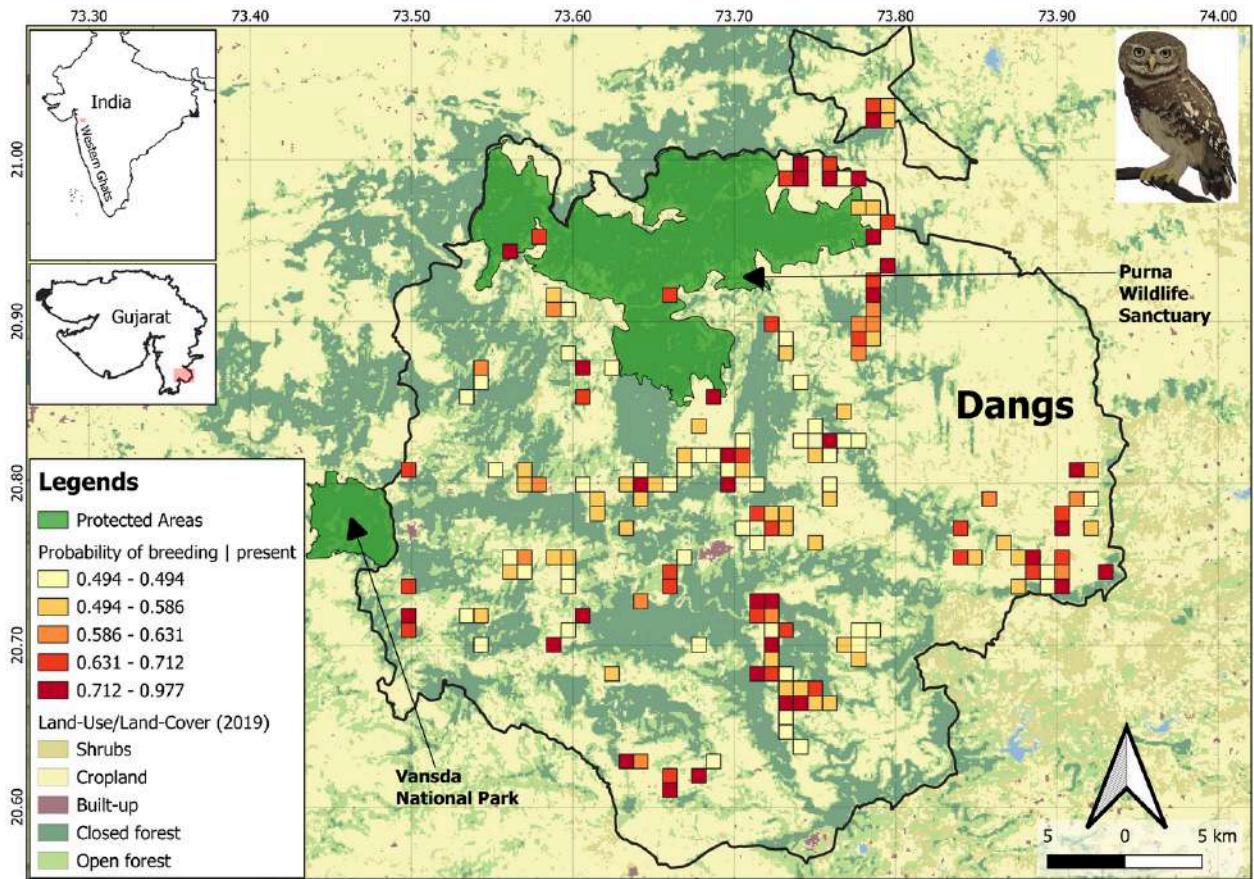 73.30 73.40 73.50 73.60 73.70 73.80 73.90 74.00
India
Western Ghats
Gujarat
21.00
20.90
20.80
20.70
20.60
Purna
Wildlife
Sanctuary
Dangs
Legends
Protected Areas
Probability of breeding | present
0.494 - 0.494
0.494 - 0.586
0.586 - 0.631
0.631 - 0.712
0.712 - 0.977
Land-Use/Land-Cover (2019)
Shrubs
Cropland
Built-up
Closed forest
Open forest
Vansda
National Park
5 0 5 km